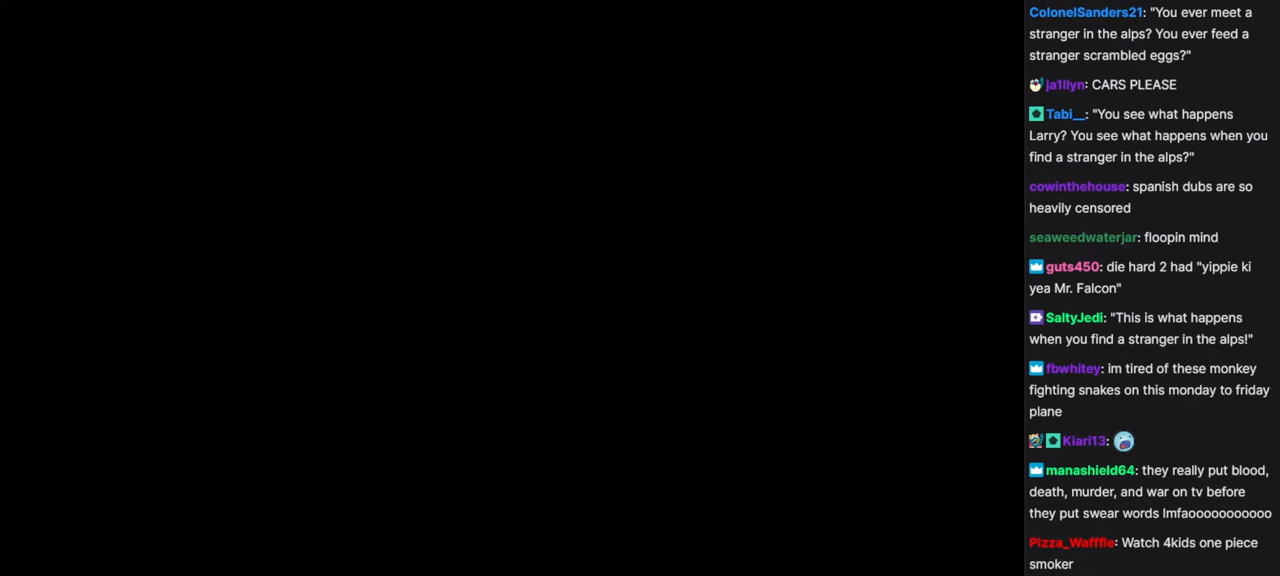 ColonelSanders21: "You ever meet a
stranger in the alps? You ever feed a
stranger scrambled eggs?"
ja1llyn: CARS PLEASE
Tabi__: "You see what happens
Larry? You see what happens when you
find a stranger in the alps?"
cowinthehouse: spanish dubs are so
heavily censored
seaweedwaterjar: floopin mind
guts450: die hard 2 had "yippie ki
yea Mr. Falcon"
SaltyJedi: "This is what happens
when you find a stranger in the alps!"
fbwhitey: im tired of these monkey
fighting snakes on this monday to friday
plane
Kiari13:
manashield64: they really put blood,
death, murder, and war on tv before
they put swear words lmfaooooooooooo
Pizza_Wafffle: Watch 4kids one piece
smoker